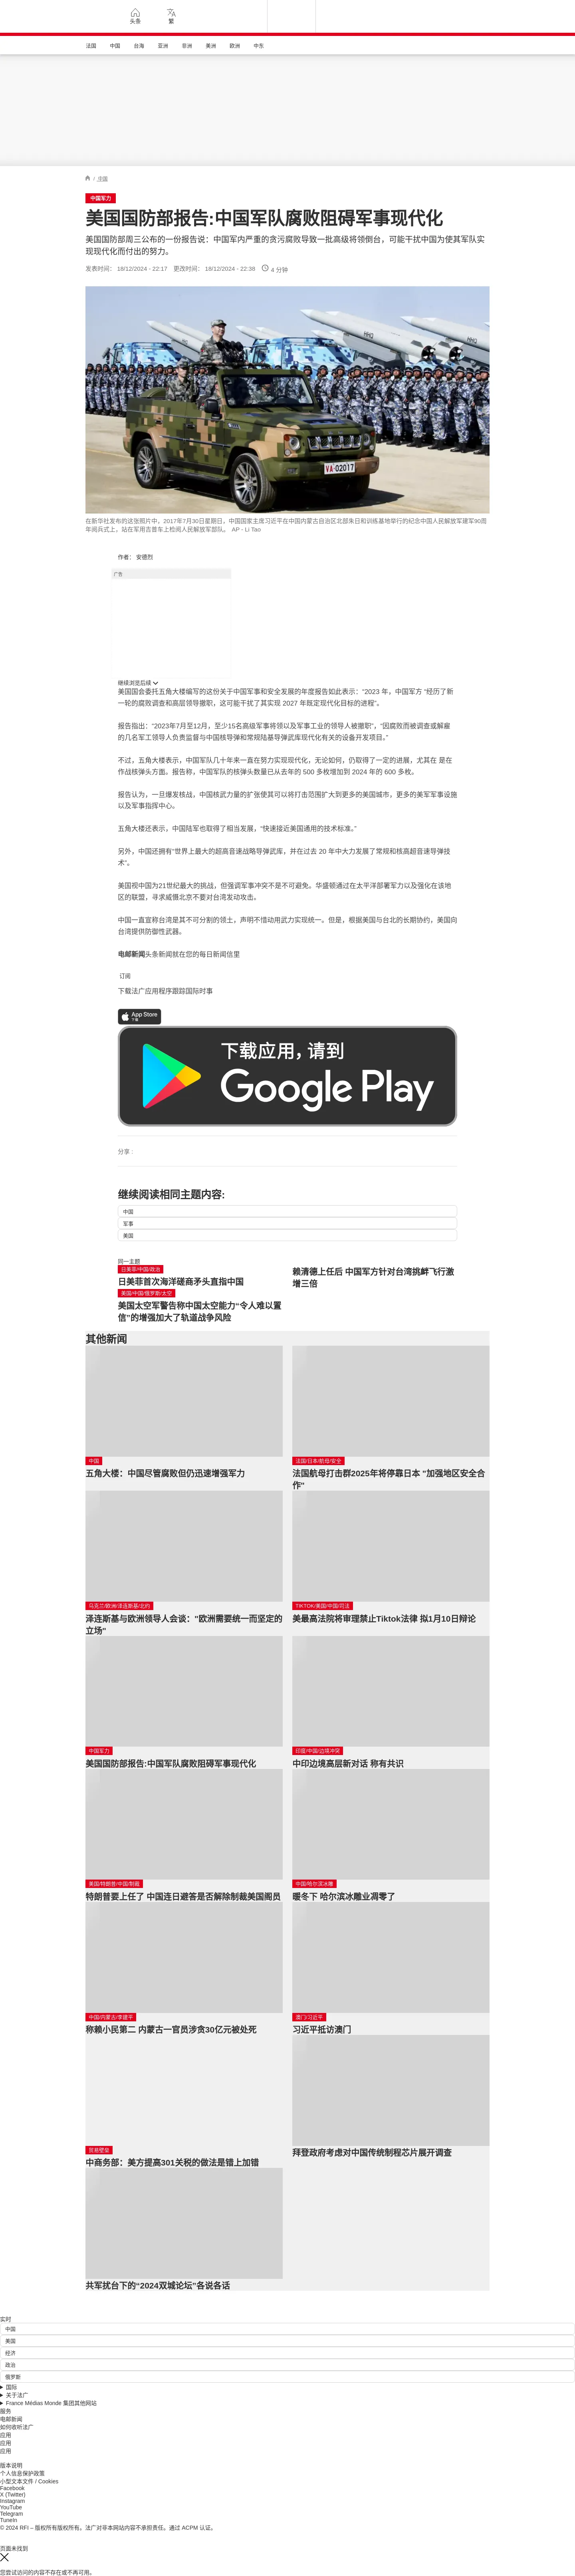 头条
繁
法国
中国
台海
亚洲
非洲
美洲
欧洲
中东
/ 中国
中国军力
美国国防部报告:中国军队腐败阻碍军事现代化
美国国防部周三公布的一份报告说：中国军内严重的贪污腐败导致一批高级将领倒台，可能干扰中国为使其军队实
现现代化而付出的努力。
发表时间： 18/12/2024 - 22:17 更改时间： 18/12/2024 - 22:38 4 分钟
VA·02017
在新华社发布的这张照片中，2017年7月30日星期日，中国国家主席习近平在中国内蒙古自治区北部朱日和训练基地举行的纪念中国人民解放军建军90周
年阅兵式上，站在军用吉普车上检阅人民解放军部队。 AP - Li Tao
作者： 安德烈
广告
继续浏览后续
美国国会委托五角大楼编写的这份关于中国军事和安全发展的年度报告如此表示：“2023 年，中国军方 “经历了新
一轮的腐败调查和高层领导撤职，这可能干扰了其实现 2027 年既定现代化目标的进程”。
报告指出：“2023年7月至12月，至少15名高级军事将领以及军事工业的领导人被撤职”，“因腐败而被调查或解雇
的几名军工领导人负责监督与中国核导弹和常规陆基导弹武库现代化有关的设备开发项目。”
不过，五角大楼表示，中国军队几十年来一直在努力实现现代化，无论如何，仍取得了一定的进展，尤其在 是在
作战核弹头方面。报告称，中国军队的核弹头数量已从去年的 500 多枚增加到 2024 年的 600 多枚。
报告认为，一旦爆发核战，中国核武力量的扩张使其可以将打击范围扩大到更多的美国城市，更多的美军军事设施
以及军事指挥中心。
五角大楼还表示，中国陆军也取得了相当发展，“快速接近美国通用的技术标准。”
另外，中国还拥有“世界上最大的超高音速战略导弹武库，并在过去 20 年中大力发展了常规和核高超音速导弹技
术”。
美国视中国为21世纪最大的挑战，但强调军事冲突不是不可避免。华盛顿通过在太平洋部署军力以及强化在该地
区的联盟，寻求威慑北京不要对台湾发动攻击。
中国一直宣称台湾是其不可分割的领土，声明不惜动用武力实现统一。但是，根据美国与台北的长期协约，美国向
台湾提供防御性武器。
电邮新闻头条新闻就在您的每日新闻信里
订阅
下载法广应用程序跟踪国际时事
App Store
下载
下载应用，请到
Google Play
分享 :
继续阅读相同主题内容:
中国
军事
美国
同一主题
日美菲/中国/政治
日美菲首次海洋磋商矛头直指中国
赖清德上任后 中国军方针对台湾挑衅飞行激
增三倍
美国/中国/俄罗斯/太空
美国太空军警告称中国太空能力“令人难以置
信”的增强加大了轨道战争风险
其他新闻
中国
五角大楼：中国尽管腐败但仍迅速增强军力
法国/日本/航母/安全
法国航母打击群2025年将停靠日本 "加强地区安全合
作"
乌克兰/欧洲/泽连斯基/北约
泽连斯基与欧洲领导人会谈："欧洲需要统一而坚定的
立场"
TIKTOK/美国/中国/司法
美最高法院将审理禁止Tiktok法律 拟1月10日辩论
中国军力
美国国防部报告:中国军队腐败阻碍军事现代化
印度/中国/边境冲突
中印边境高层新对话 称有共识
美国/特朗普/中国/制裁
特朗普要上任了 中国连日避答是否解除制裁美国阁员
中国/哈尔滨冰雕
暖冬下 哈尔滨冰雕业凋零了
中国/内蒙古/李建平
称赖小民第二 内蒙古一官员涉贪30亿元被处死
澳门/习近平
习近平抵访澳门
贸易壁垒
中商务部：美方提高301关税的做法是错上加错
拜登政府考虑对中国传统制程芯片展开调查
共军扰台下的“2024双城论坛”各说各话
实时
中国
美国
经济
政治
俄罗斯
国际
关于法广
France Médias Monde 集团其他网站
服务
电邮新闻
如何收听法广
应用
应用
应用
版本说明
个人信息保护政策
小型文本文件 / Cookies
Facebook
X (Twitter)
Instagram
YouTube
Telegram
TuneIn
© 2024 RFI – 版权所有版权所有。法广对非本网站内容不承担责任。通过 ACPM 认证。
页面未找到
您尝试访问的内容不存在或不再可用。